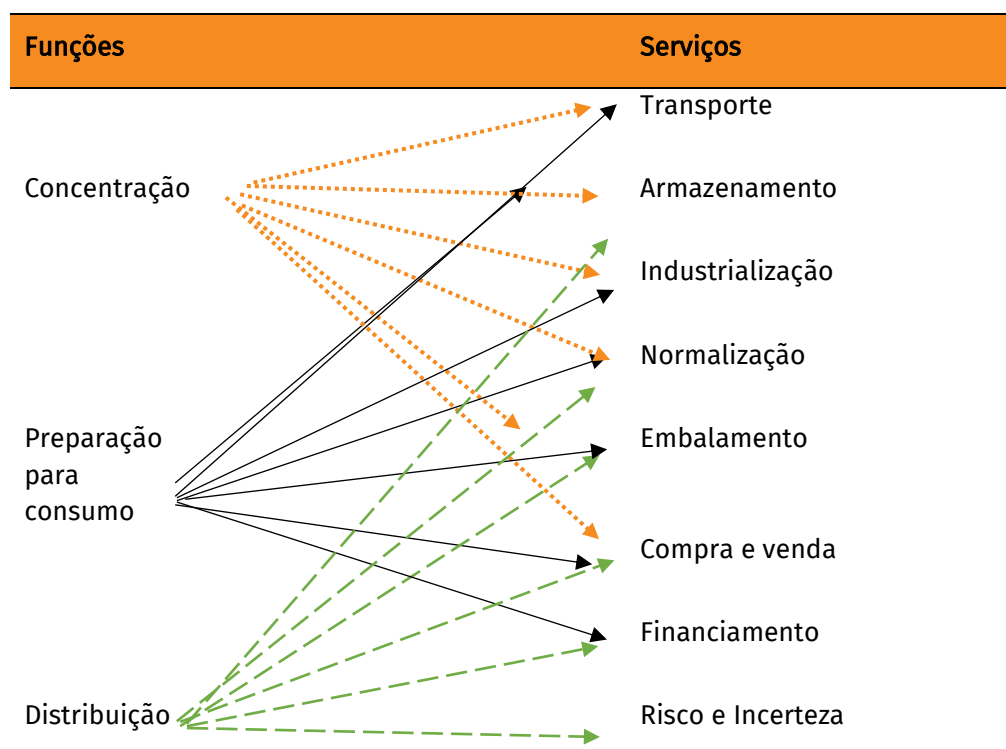 Funções Serviços
Transporte
Concentração Armazenamento
Industrialização
Normalização
Preparação
para
consumo
Embalamento
Compra e venda
Financiamento
Distribuição Risco e Incerteza